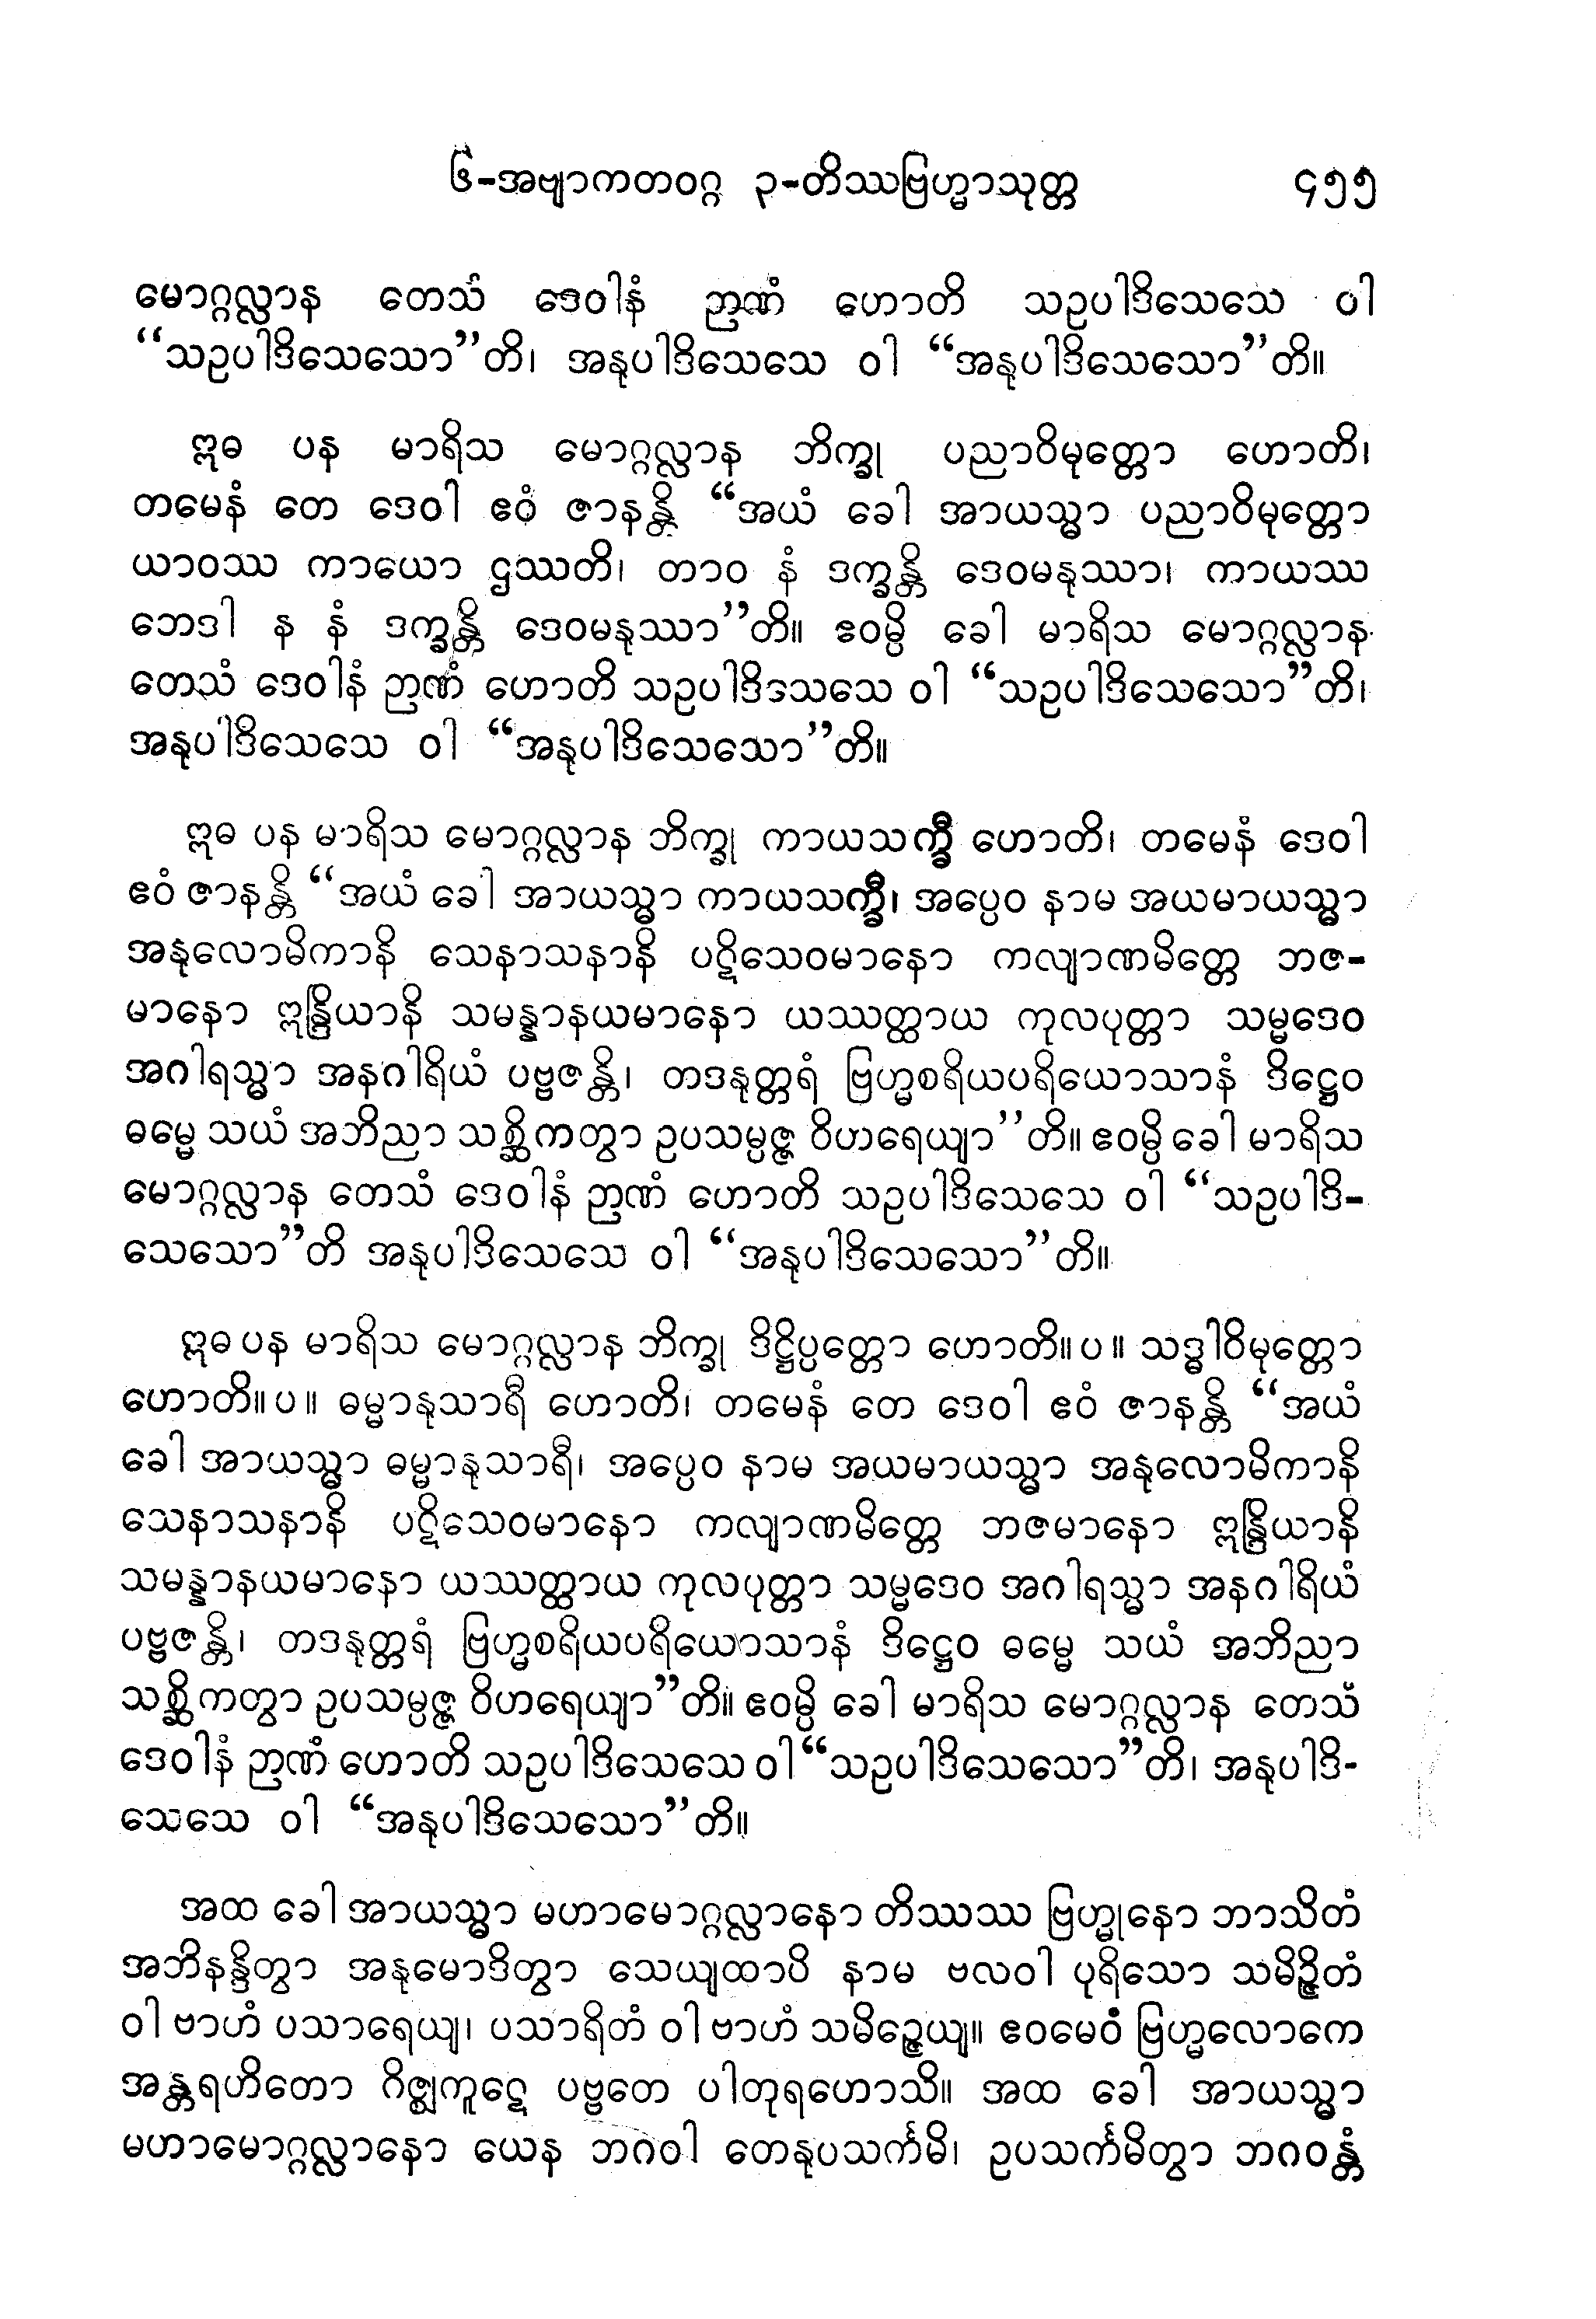 ၆-အဗျာကတဝဂ္ဂ ၃-တိဿဗြဟ္မာသုတ္တ ၄၅၅
မောဂ္ဂလ္လာန တေသံ ဒေဝါနံ ဉာဏံ ဟောတိ သဥပါဒိသေသေ ဝါ
“သဥပါဒိသေသော”တိ၊ အနုပါဒိသေသေ ဝါ “အနုပါဒိသေသော”တိ။
ဣဓ ပန မာရိသ မောဂ္ဂလ္လာန ဘိက္ခု ပညာဝိမုတ္တော ဟောတိ၊
တမေနံ တေ ဒေဝါ ဧဝံ ဇာနန္တိ “အယံ ခေါ အာယသ္မာ ပညာဝိမုတ္တော
ယာဝဿ ကာယော ဌဿတိ၊ တာဝ နံ ဒက္ခန္တိ ဒေဝမနုဿာ၊ ကာယဿ
ဘေဒါ န နံ ဒက္ခန္တိ ဒေဝမနုဿာ”တိ။ ဧဝမ္ပိ ခေါ မာရိသ မောဂ္ဂလ္လာန
တေသံ ဒေဝါနံ ဉာဏံ ဟောတိ သဥပါဒိသေသေ ဝါ “သဥပါဒိသေသော”တိ၊
အနုပါဒိသေသေ ဝါ “အနုပါဒိသေသော”တိ။
ဣဓ ပန မာရိသ မောဂ္ဂလ္လာန ဘိက္ခု ကာယသက္ခီ ဟောတိ၊ တမေနံ ဒေဝါ
ဧဝံ ဇာနန္တိ “အယံ ခေါ အာယသ္မာ ကာယသက္ခီ၊ အပ္ပေဝ နာမ အယမာယသ္မာ
အနုလောမိကာနိ သေနာသနာနိ ပဋိသေဝမာနော ကလျာဏမိတ္တေ ဘဇ-
မာနော ဣန္ဒြိယာနိ သမန္နာနယမာနော ယဿတ္ထာယ ကုလပုတ္တာ သမ္မဒေဝ
အဂါရသ္မာ အနဂါရိယံ ပဗ္ဗဇန္တိ၊ တဒနုတ္တရံ ဗြဟ္မစရိယပရိယောသာနံ ဒိဋ္ဌေဝ
ဓမ္မေ သယံ အဘိညာ သစ္ဆိကတွာ ဥပသမ္ပဇ္ဇ ဝိဟရေယျာ”တိ။ ဧဝမ္ပိ ခေါ မာရိသ
မောဂ္ဂလ္လာန တေသံ ဒေဝါနံ ဉာဏံ ဟောတိ သဥပါဒိသေသေ ဝါ “သဥပါဒိ-
သေသော”တိ အနုပါဒိသေသေ ဝါ “အနုပါဒိသေသော”တိ။
ဣဓ ပန မာရိသ မောဂ္ဂလ္လာန ဘိက္ခု ဒိဋ္ဌိပ္ပတ္တော ဟောတိ။ ပ ။ သဒ္ဓါဝိမုတ္တော
ဟောတိ။ ပ ။ ဓမ္မာနုသာရီ ဟောတိ၊ တမေနံ တေ ဒေဝါ ဧဝံ ဇာနန္တိ “အယံ
ခေါ အာယသ္မာ ဓမ္မာနုသာရီ၊ အပ္ပေဝ နာမ အယမာယသ္မာ အနုလောမိကာနိ
သေနာသနာနိ ပဋိသေဝမာနော ကလျာဏမိတ္တေ ဘဇမာနော ဣန္ဒြိယာနိ
သမန္နာနယမာနော ယဿတ္ထာယ ကုလပုတ္တာ သမ္မဒေဝ အဂါရသ္မာ အနဂါရိယံ
ပဗ္ဗဇန္တိ၊ တဒနုတ္တရံ ဗြဟ္မစရိယပရိယောသာနံ ဒိဋ္ဌေဝ ဓမ္မေ သယံ အဘိညာ
သစ္ဆိကတွာ ဥပသမ္ပဇ္ဇ ဝိဟရေယျာ”တိ။ ဧဝမ္ပိ ခေါ မာရိသ မောဂ္ဂလ္လာန တေသံ
ဒေဝါနံ ဉာဏံ ဟောတိ သဥပါဒိသေသေ ဝါ “သဥပါဒိသေသော”တိ၊ အနုပါဒိ-
သေသေ ဝါ “အနုပါဒိသေသော”တိ။
အထ ခေါ အာယသ္မာ မဟာမောဂ္ဂလ္လာနော တိဿဿ ဗြဟ္မုနော ဘာသိတံ
အဘိနန္ဒိတွာ အနုမောဒိတွာ သေယျထာပိ နာမ ဗလဝါ ပုရိသော သမိဉ္ဇိတံ
ဝါ ဗာဟံ ပသာရေယျ၊ ပသာရိတံ ဝါ ဗာဟံ သမိဉ္ဇေယျ။ ဧဝမေဝံ ဗြဟ္မလောကေ
အန္တရဟိတော ဂိဇ္ဈကူဋေ ပဗ္ဗတေ ပါတုရဟောသိ။ အထ ခေါ အာယသ္မာ
မဟာမောဂ္ဂလ္လာနော ယေန ဘဂဝါ တေနုပသင်္ကမိ၊ ဥပသင်္ကမိတွာ ဘဂဝန္တံ